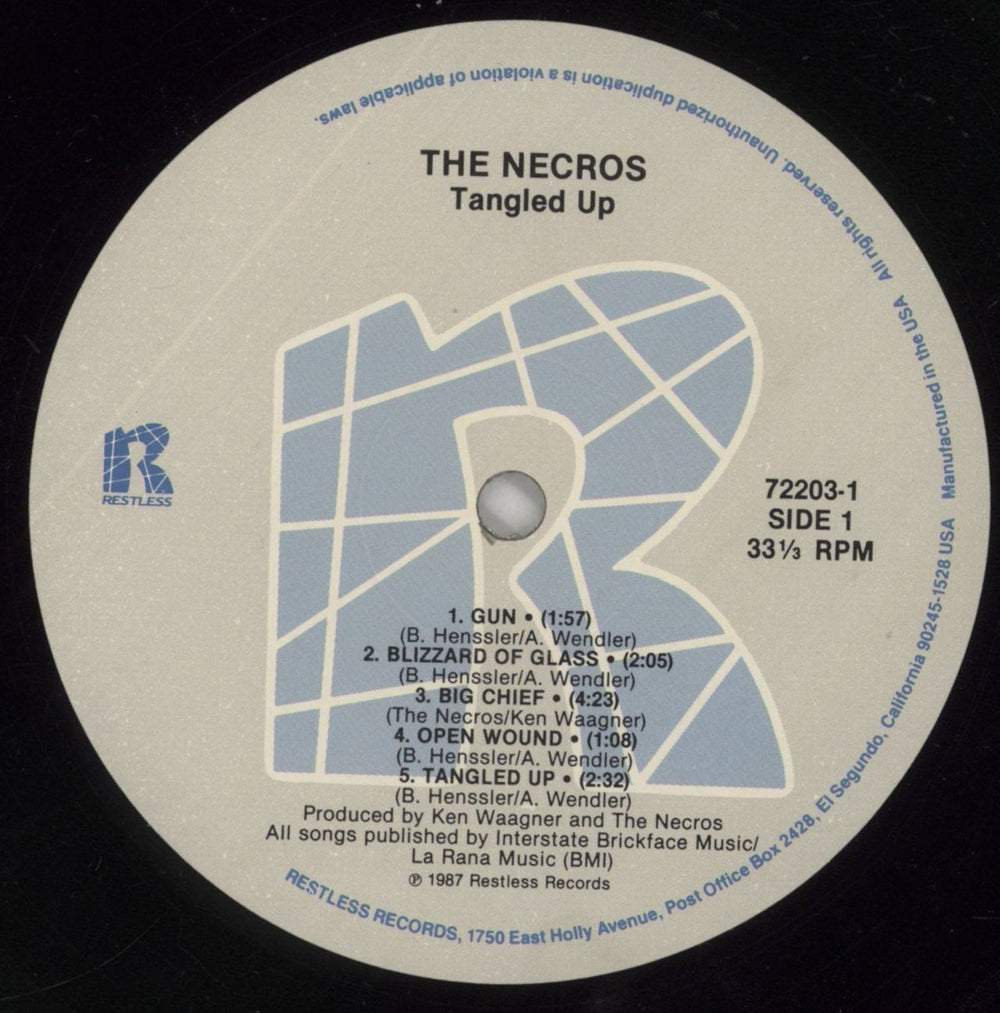 THE NECROS
Tangled Up
RESTLESS
72203-1
SIDE 1
33⅓ RPM
1. GUN • (1:57)
(B. Henssler/A. Wendler)
2. BLIZZARD OF GLASS • (2:05)
(B. Henssler/A. Wendler)
3. BIG CHIEF • (4:23)
(The Necros/Ken Waagner)
4. OPEN WOUND • (1:08)
(B. Henssler/A. Wendler)
5. TANGLED UP • (2:32)
(B. Henssler/A. Wendler)
Produced by Ken Waagner and The Necros
All songs published by Interstate Brickface Music/
La Rana Music (BMI)
℗ 1987 Restless Records
RESTLESS RECORDS, 1750 East Holly Avenue, Post Office Box 2428, El Segundo, California 90245-1528 USA Manufactured in the USA All rights reserved. Unauthorized duplication is a violation of applicable laws.